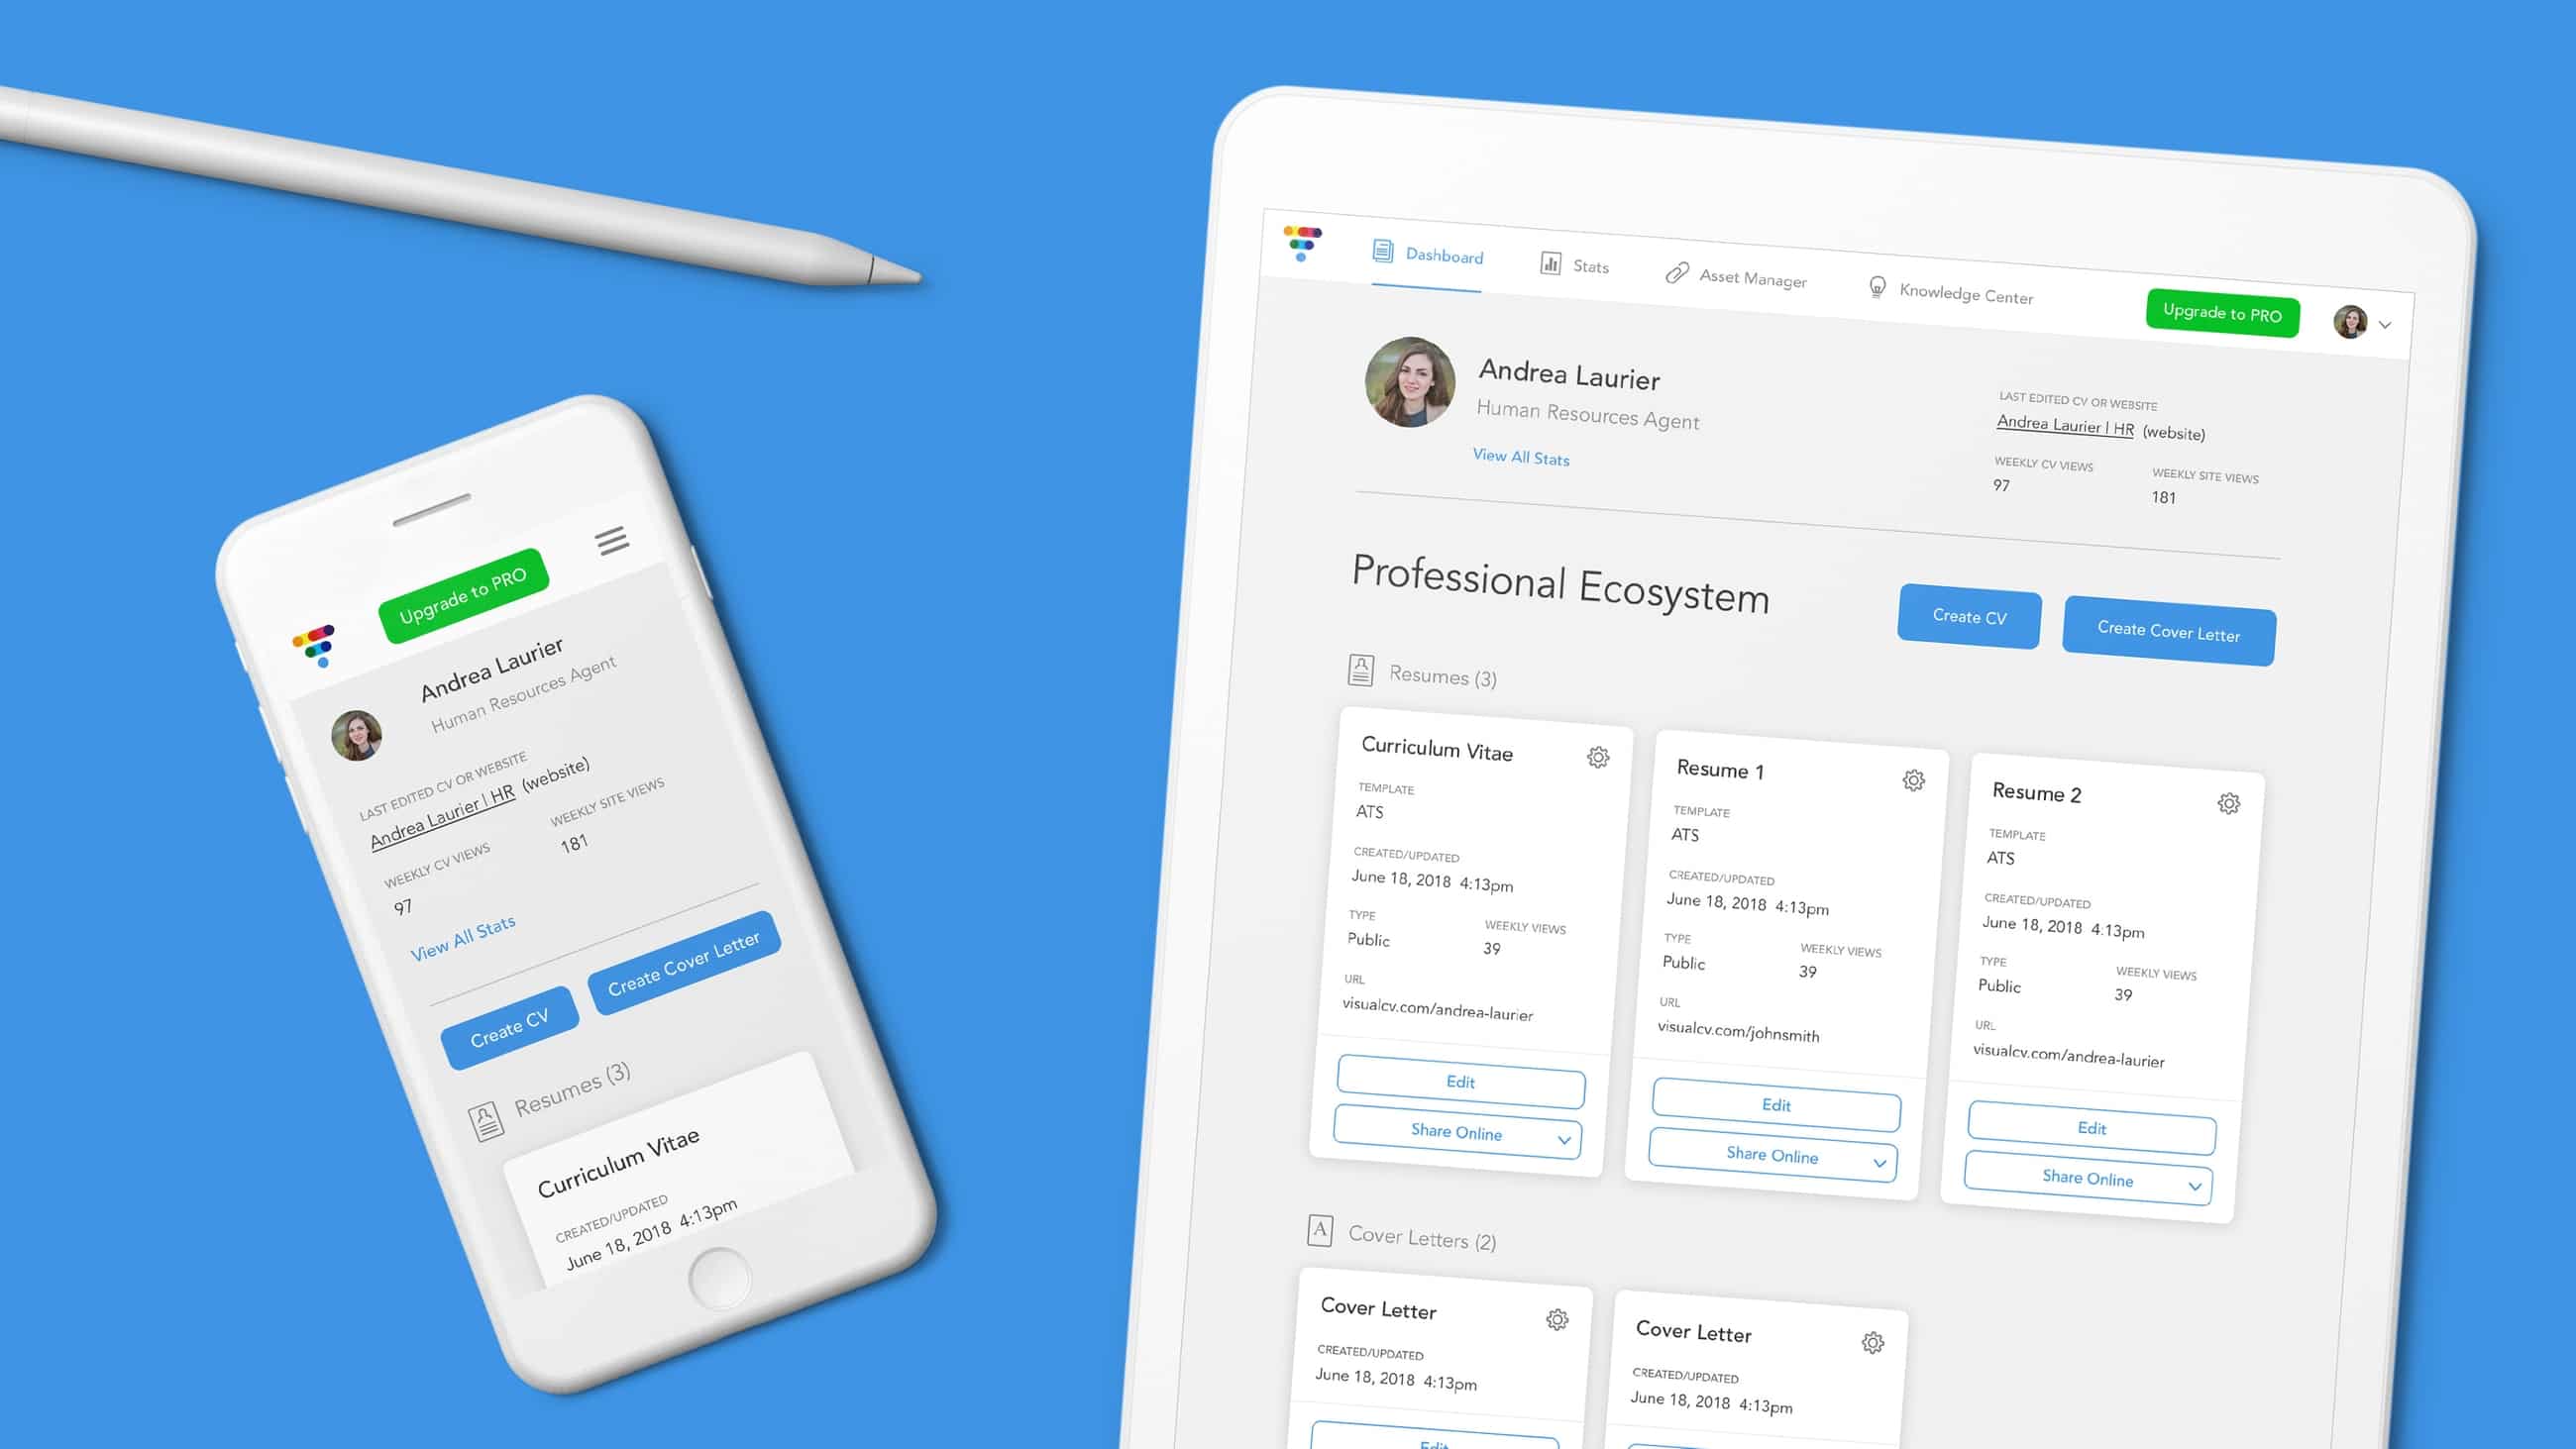 Upgrade to PRO
Andrea Laurier
Human Resources Agent
LAST EDITED CV OR WEBSITE
Andrea Laurier | HR (website)
WEEKLY CV VIEWS
97
WEEKLY SITE VIEWS
181
View All Stats
Create CV
Create Cover Letter
Resumes (3)
Curriculum Vitae
CREATED/UPDATED
June 18, 2018 4:13pm
Dashboard
Stats
Asset Manager
Knowledge Center
Upgrade to PRO
Andrea Laurier
Human Resources Agent
View All Stats
LAST EDITED CV OR WEBSITE
Andrea Laurier | HR (website)
WEEKLY CV VIEWS
97
WEEKLY SITE VIEWS
181
Professional Ecosystem
Create CV
Create Cover Letter
Resumes (3)
Curriculum Vitae
TEMPLATE
ATS
CREATED/UPDATED
June 18, 2018 4:13pm
TYPE
Public
WEEKLY VIEWS
39
URL
visualcv.com/andrea-laurier
Edit
Share Online
Resume 1
TEMPLATE
ATS
CREATED/UPDATED
June 18, 2018 4:13pm
TYPE
Public
WEEKLY VIEWS
39
URL
visualcv.com/johnsmith
Edit
Share Online
Resume 2
TEMPLATE
ATS
CREATED/UPDATED
June 18, 2018 4:13pm
TYPE
Public
WEEKLY VIEWS
39
URL
visualcv.com/andrea-laurier
Edit
Share Online
A
Cover Letters (2)
Cover Letter
CREATED/UPDATED
June 18, 2018 4:13pm
Edit
Cover Letter
CREATED/UPDATED
June 18, 2018 4:13pm